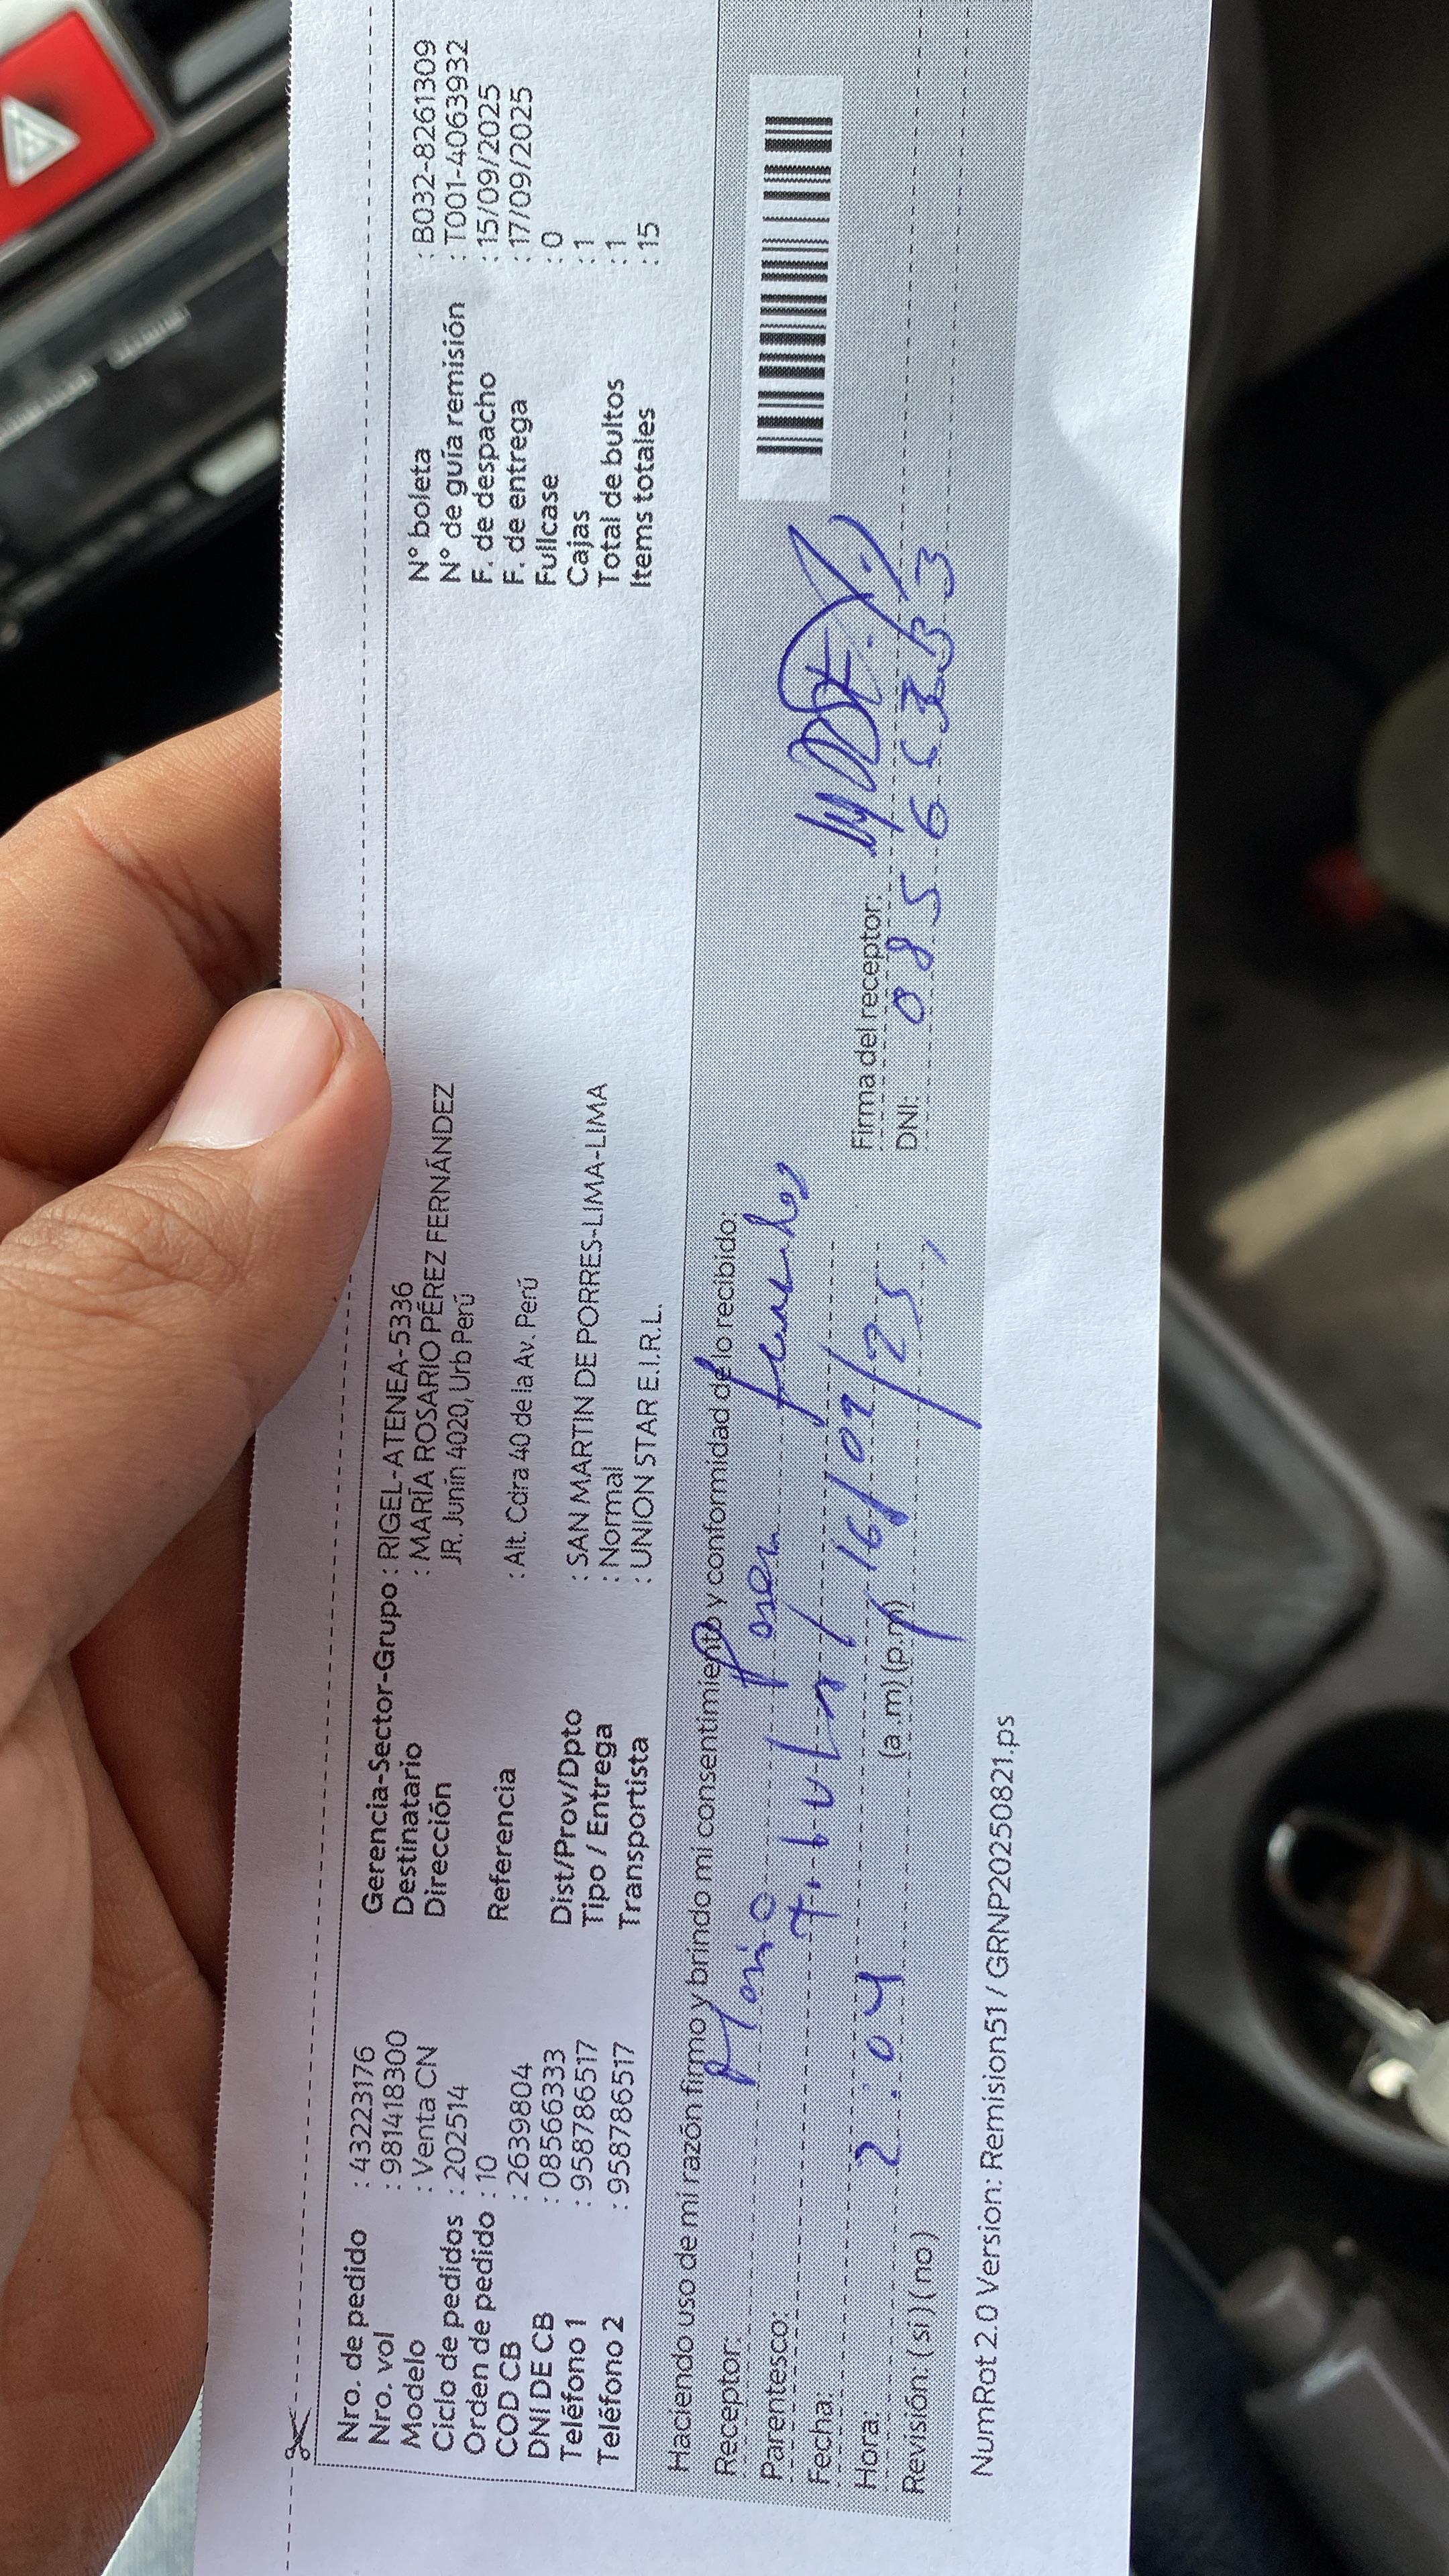 Nro. de pedido : 43223176
Nro. vol : 981418300
Modelo : Venta CN
Ciclo de pedidos : 202514
Orden de pedido : 10
COD CB : 2639804
DNI DE CB : 08566333
Teléfono 1 : 958786517
Teléfono 2 : 958786517
Gerencia-Sector-Grupo : RIGEL-ATENEA-5336
Destinatario : MARÍA ROSARIO PÉREZ FERNÁNDEZ
Dirección JR. Junín 4020, Urb Perú
Referencia : Alt. Cdra 40 de la Av. Perú
Dist/Prov/Dpto : SAN MARTIN DE PORRES-LIMA-LIMA
Tipo / Entrega : Normal
Transportista : UNION STAR E.I.R.L.
N° boleta : B032-8261309
N° de guía remisión : T001-4063932
F. de despacho : 15/09/2025
F. de entrega : 17/09/2025
Fullcase : 0
Cajas : 1
Total de bultos : 1
Items totales : 15
Haciendo uso de mi razón firmo y brindo mi consentimiento y conformidad de lo recibido:
Receptor:
Parentesco:
Fecha: 16/09/25
Hora: 2:04 (a.m)(p.m)
Revisión: (si)(no)
Firma del receptor:
DNI: 08566333
NumRot 2.0 Version: Remision51 / GRNP20250821.ps